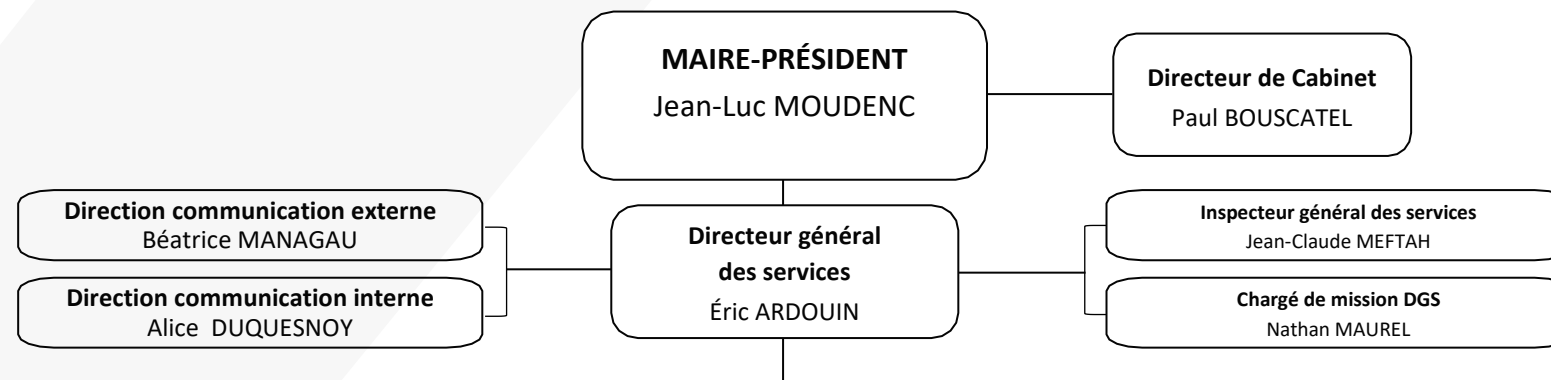 MAIRE-PRÉSIDENT
Jean-Luc MOUDENC
Directeur de Cabinet
Paul BOUSCATEL
Direction communication externe
Béatrice MANAGAU
Direction communication interne
Alice DUQUESNOY
Directeur général
des services
Éric ARDOUIN
Inspecteur général des services
Jean-Claude MEFTAH
Chargé de mission DGS
Nathan MAUREL